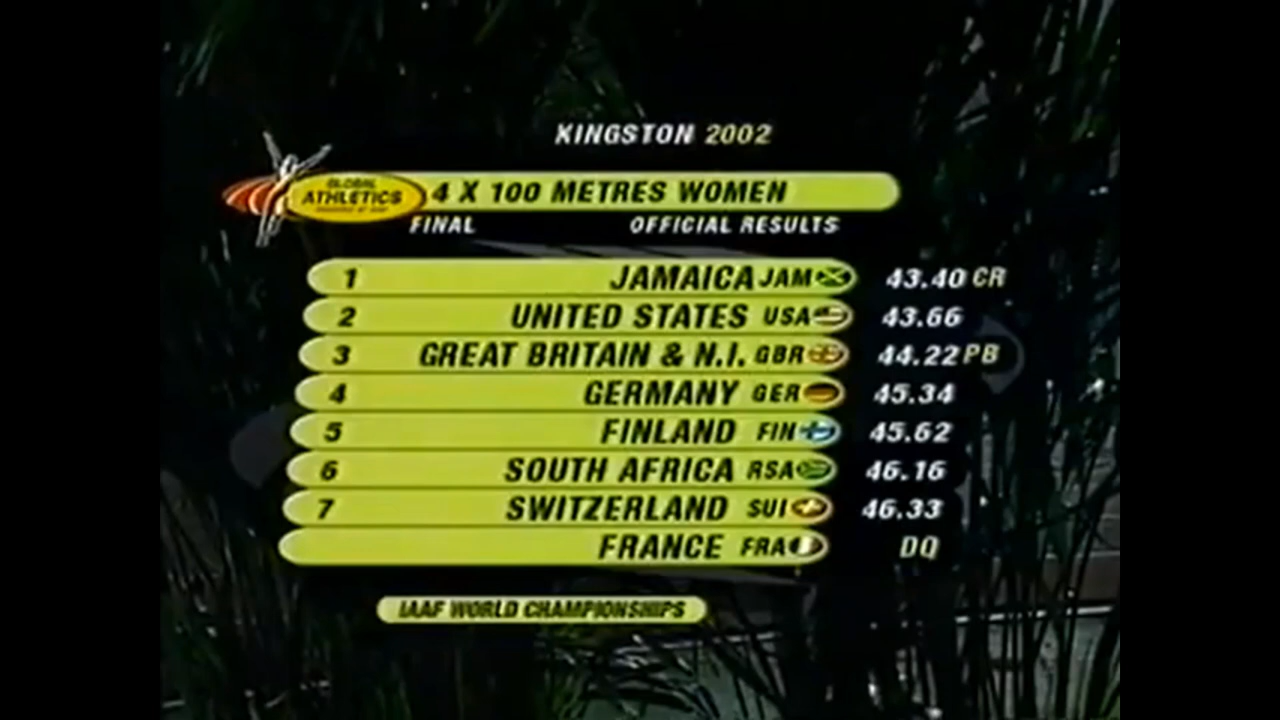 KINGSTON 2002
GLOBAL
ATHLETICS
4 X 100 METRES WOMEN
FINAL OFFICIAL RESULTS
1 JAMAICA JAM 43.40 CR
2 UNITED STATES USA 43.66
3 GREAT BRITAIN & N.I. GBR 44.22 PB
4 GERMANY GER 45.34
5 FINLAND FIN 45.62
6 SOUTH AFRICA RSA 46.16
7 SWITZERLAND SUI 46.33
FRANCE FRA DQ
IAAF WORLD CHAMPIONSHIPS